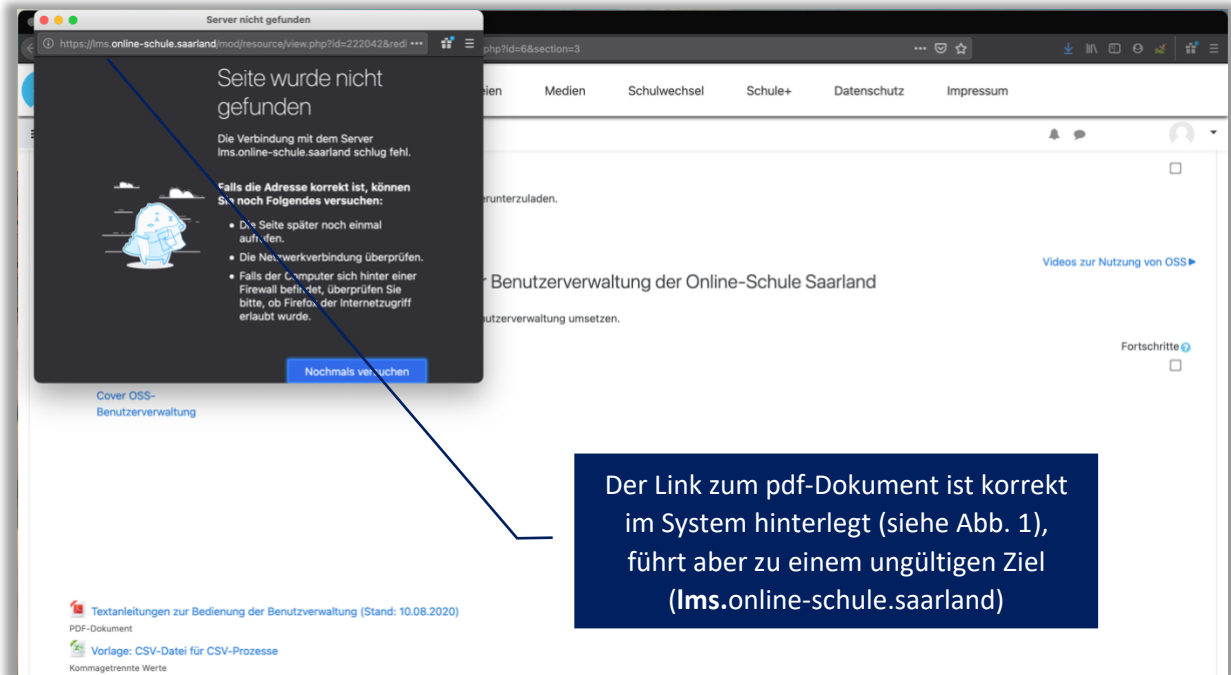 Server nicht gefunden
https://lms.online-schule.saarland/mod/resource/view.php?id=222042&redi •••
php?id=6&section=3
Seite wurde nicht
gefunden
Die Verbindung mit dem Server
lms.online-schule.saarland schlug fehl.
Falls die Adresse korrekt ist, können
Sie noch Folgendes versuchen:
• Die Seite später noch einmal
aufrufen.
• Die Netzwerkverbindung überprüfen.
• Falls der Computer sich hinter einer
Firewall befindet, überprüfen Sie
bitte, ob Firefox der Internetzugriff
erlaubt wurde.
Nochmals versuchen
Medien Schulwechsel Schule+ Datenschutz Impressum
erunterzuladen.
Videos zur Nutzung von OSS
r Benutzerverwaltung der Online-Schule Saarland
utzerverwaltung umsetzen.
Fortschritte
Cover OSS-
Benutzerverwaltung
Der Link zum pdf-Dokument ist korrekt
im System hinterlegt (siehe Abb. 1),
führt aber zu einem ungültigen Ziel
(lms.online-schule.saarland)
Textanleitungen zur Bedienung der Benutzerverwaltung (Stand: 10.08.2020)
PDF-Dokument
Vorlage: CSV-Datei für CSV-Prozesse
Kommagetrennte Werte